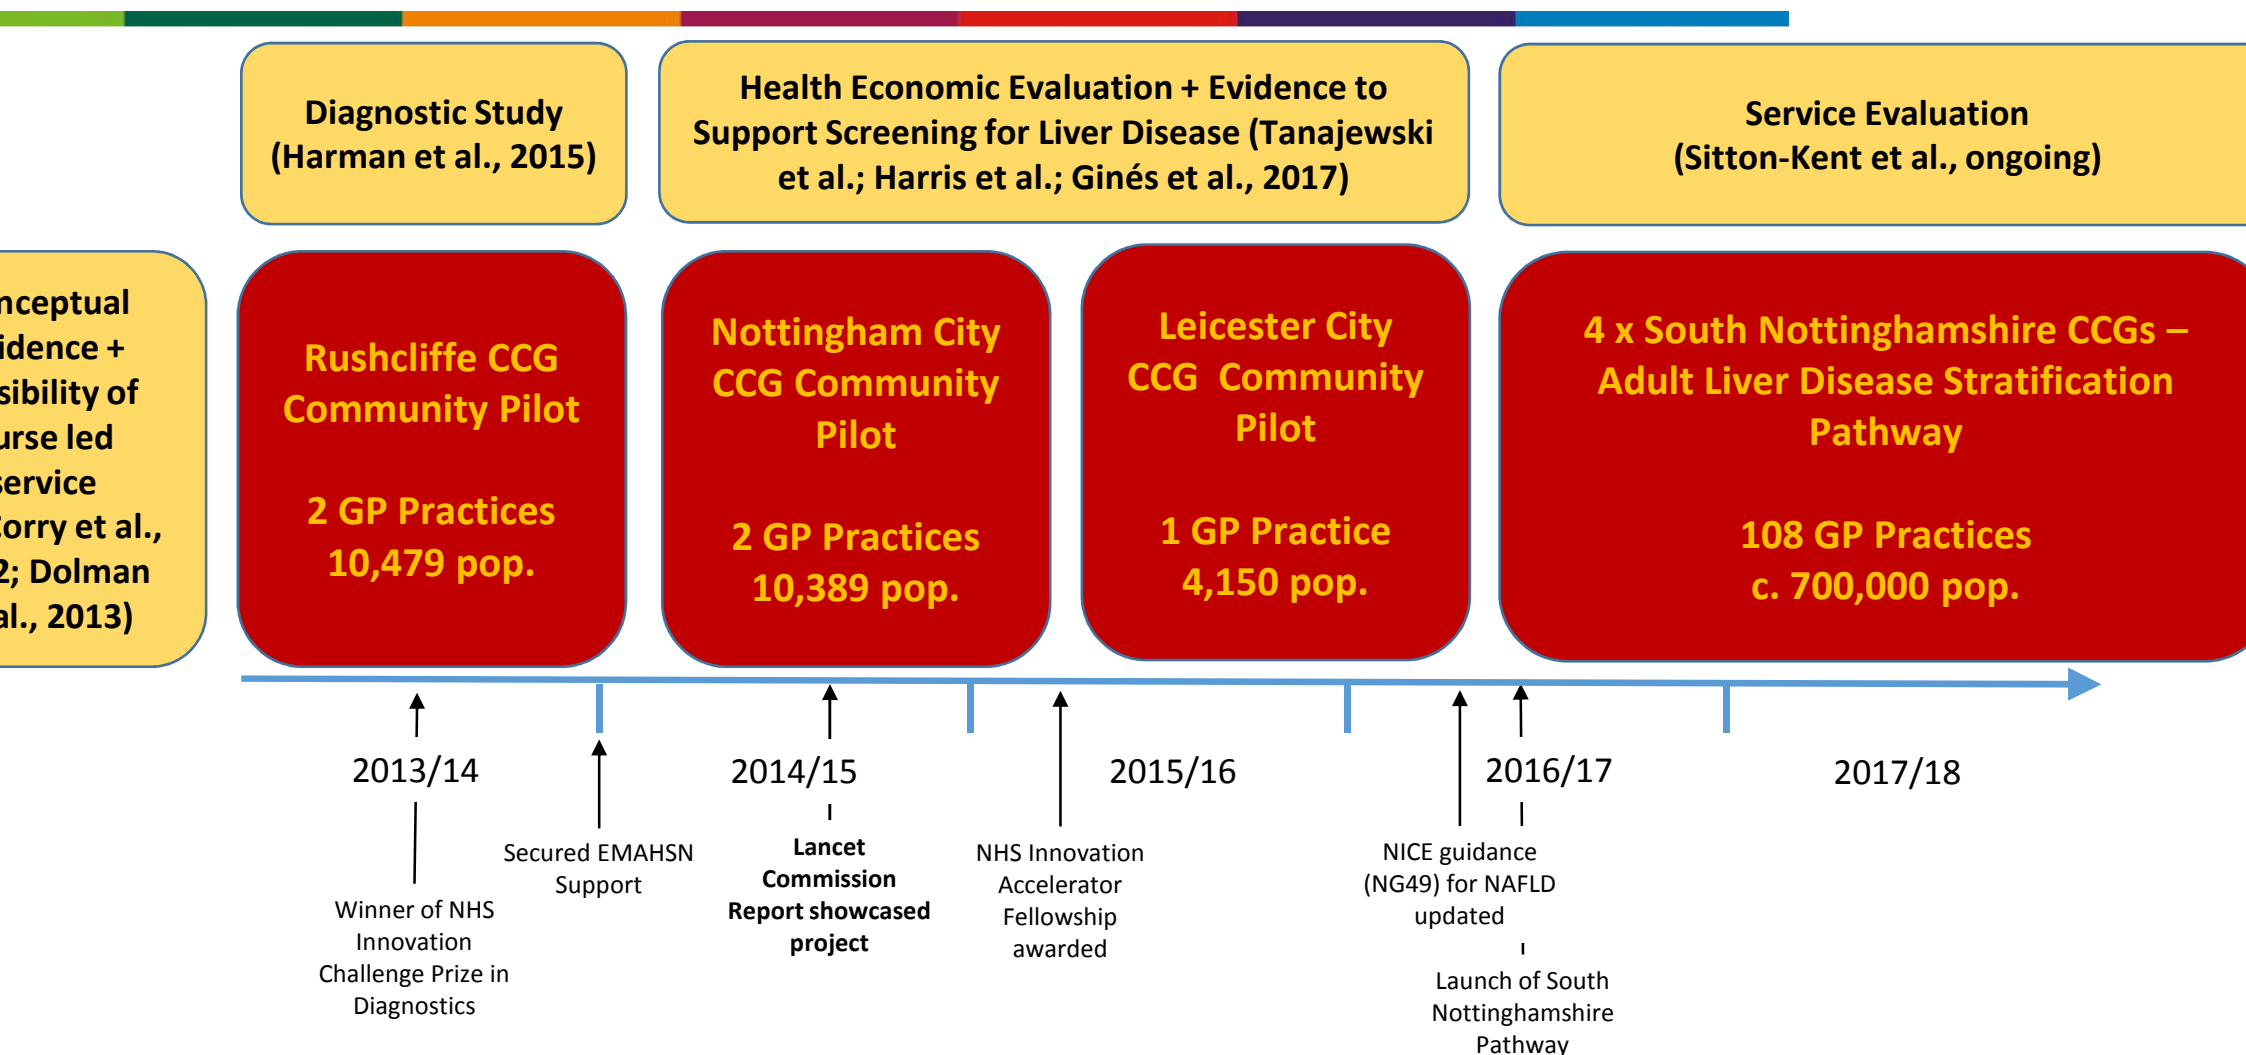 Diagnostic Study
(Harman et al., 2015)
Health Economic Evaluation + Evidence to
Support Screening for Liver Disease (Tanajewski
et al.; Harris et al.; Ginés et al., 2017)
Service Evaluation
(Sitton-Kent et al., ongoing)
nceptual
idence +
sibility of
urse led
service
Corry et al.,
2; Dolman
al., 2013)
Rushcliffe CCG
Community Pilot
2 GP Practices
10,479 pop.
Nottingham City
CCG Community
Pilot
2 GP Practices
10,389 pop.
Leicester City
CCG Community
Pilot
1 GP Practice
4,150 pop.
4 x South Nottinghamshire CCGs –
Adult Liver Disease Stratification
Pathway
108 GP Practices
c. 700,000 pop.
2013/14
2014/15
2015/16
2016/17
2017/18
Winner of NHS
Innovation
Challenge Prize in
Diagnostics
Secured EMAHSN
Support
Lancet
Commission
Report showcased
project
NHS Innovation
Accelerator
Fellowship
awarded
NICE guidance
(NG49) for NAFLD
updated
Launch of South
Nottinghamshire
Pathway